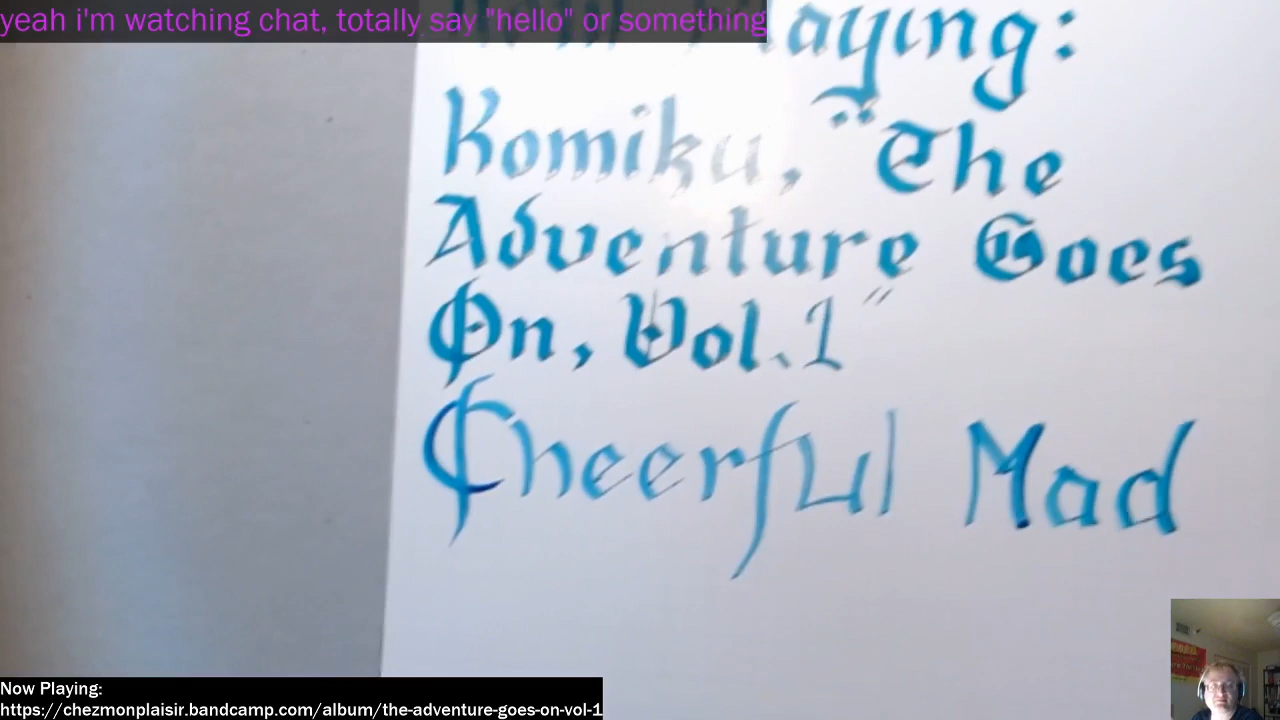 yeah i'm watching chat, totally say "hello" or something
Playing:
Komiku, "The
Adventure Goes
On, Vol. 1"
Cheerful Mad
Now Playing:
https://chezmonplaisir.bandcamp.com/album/the-adventure-goes-on-vol-1